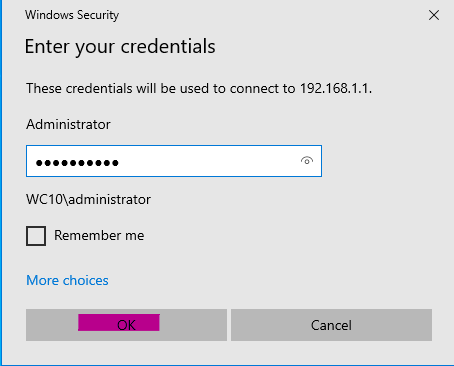 Windows Security
Enter your credentials
These credentials will be used to connect to 192.168.1.1.
Administrator
●●●●●●●●●●
WC10\administrator
Remember me
More choices
OK
Cancel